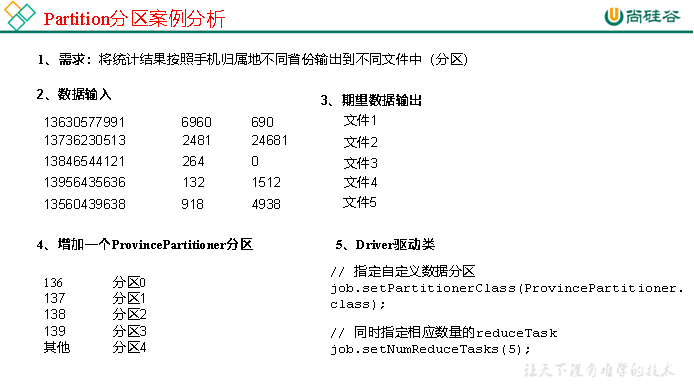 Partition分区案例分析
尚硅谷
1、需求：将统计结果按照手机归属地不同省份输出到不同文件中（分区）
2、数据输入
13630577991 6960 690
13736230513 2481 24681
13846544121 264 0
13956435636 132 1512
13560439638 918 4938
3、期望数据输出
文件1
文件2
文件3
文件4
文件5
4、增加一个ProvincePartitioner分区
136 分区0
137 分区1
138 分区2
139 分区3
其他 分区4
5、Driver驱动类
// 指定自定义数据分区
job.setPartitionerClass(ProvincePartitioner.
class);
// 同时指定相应数量的reduceTask
job.setNumReduceTasks(5);
让天下没有难学的技术